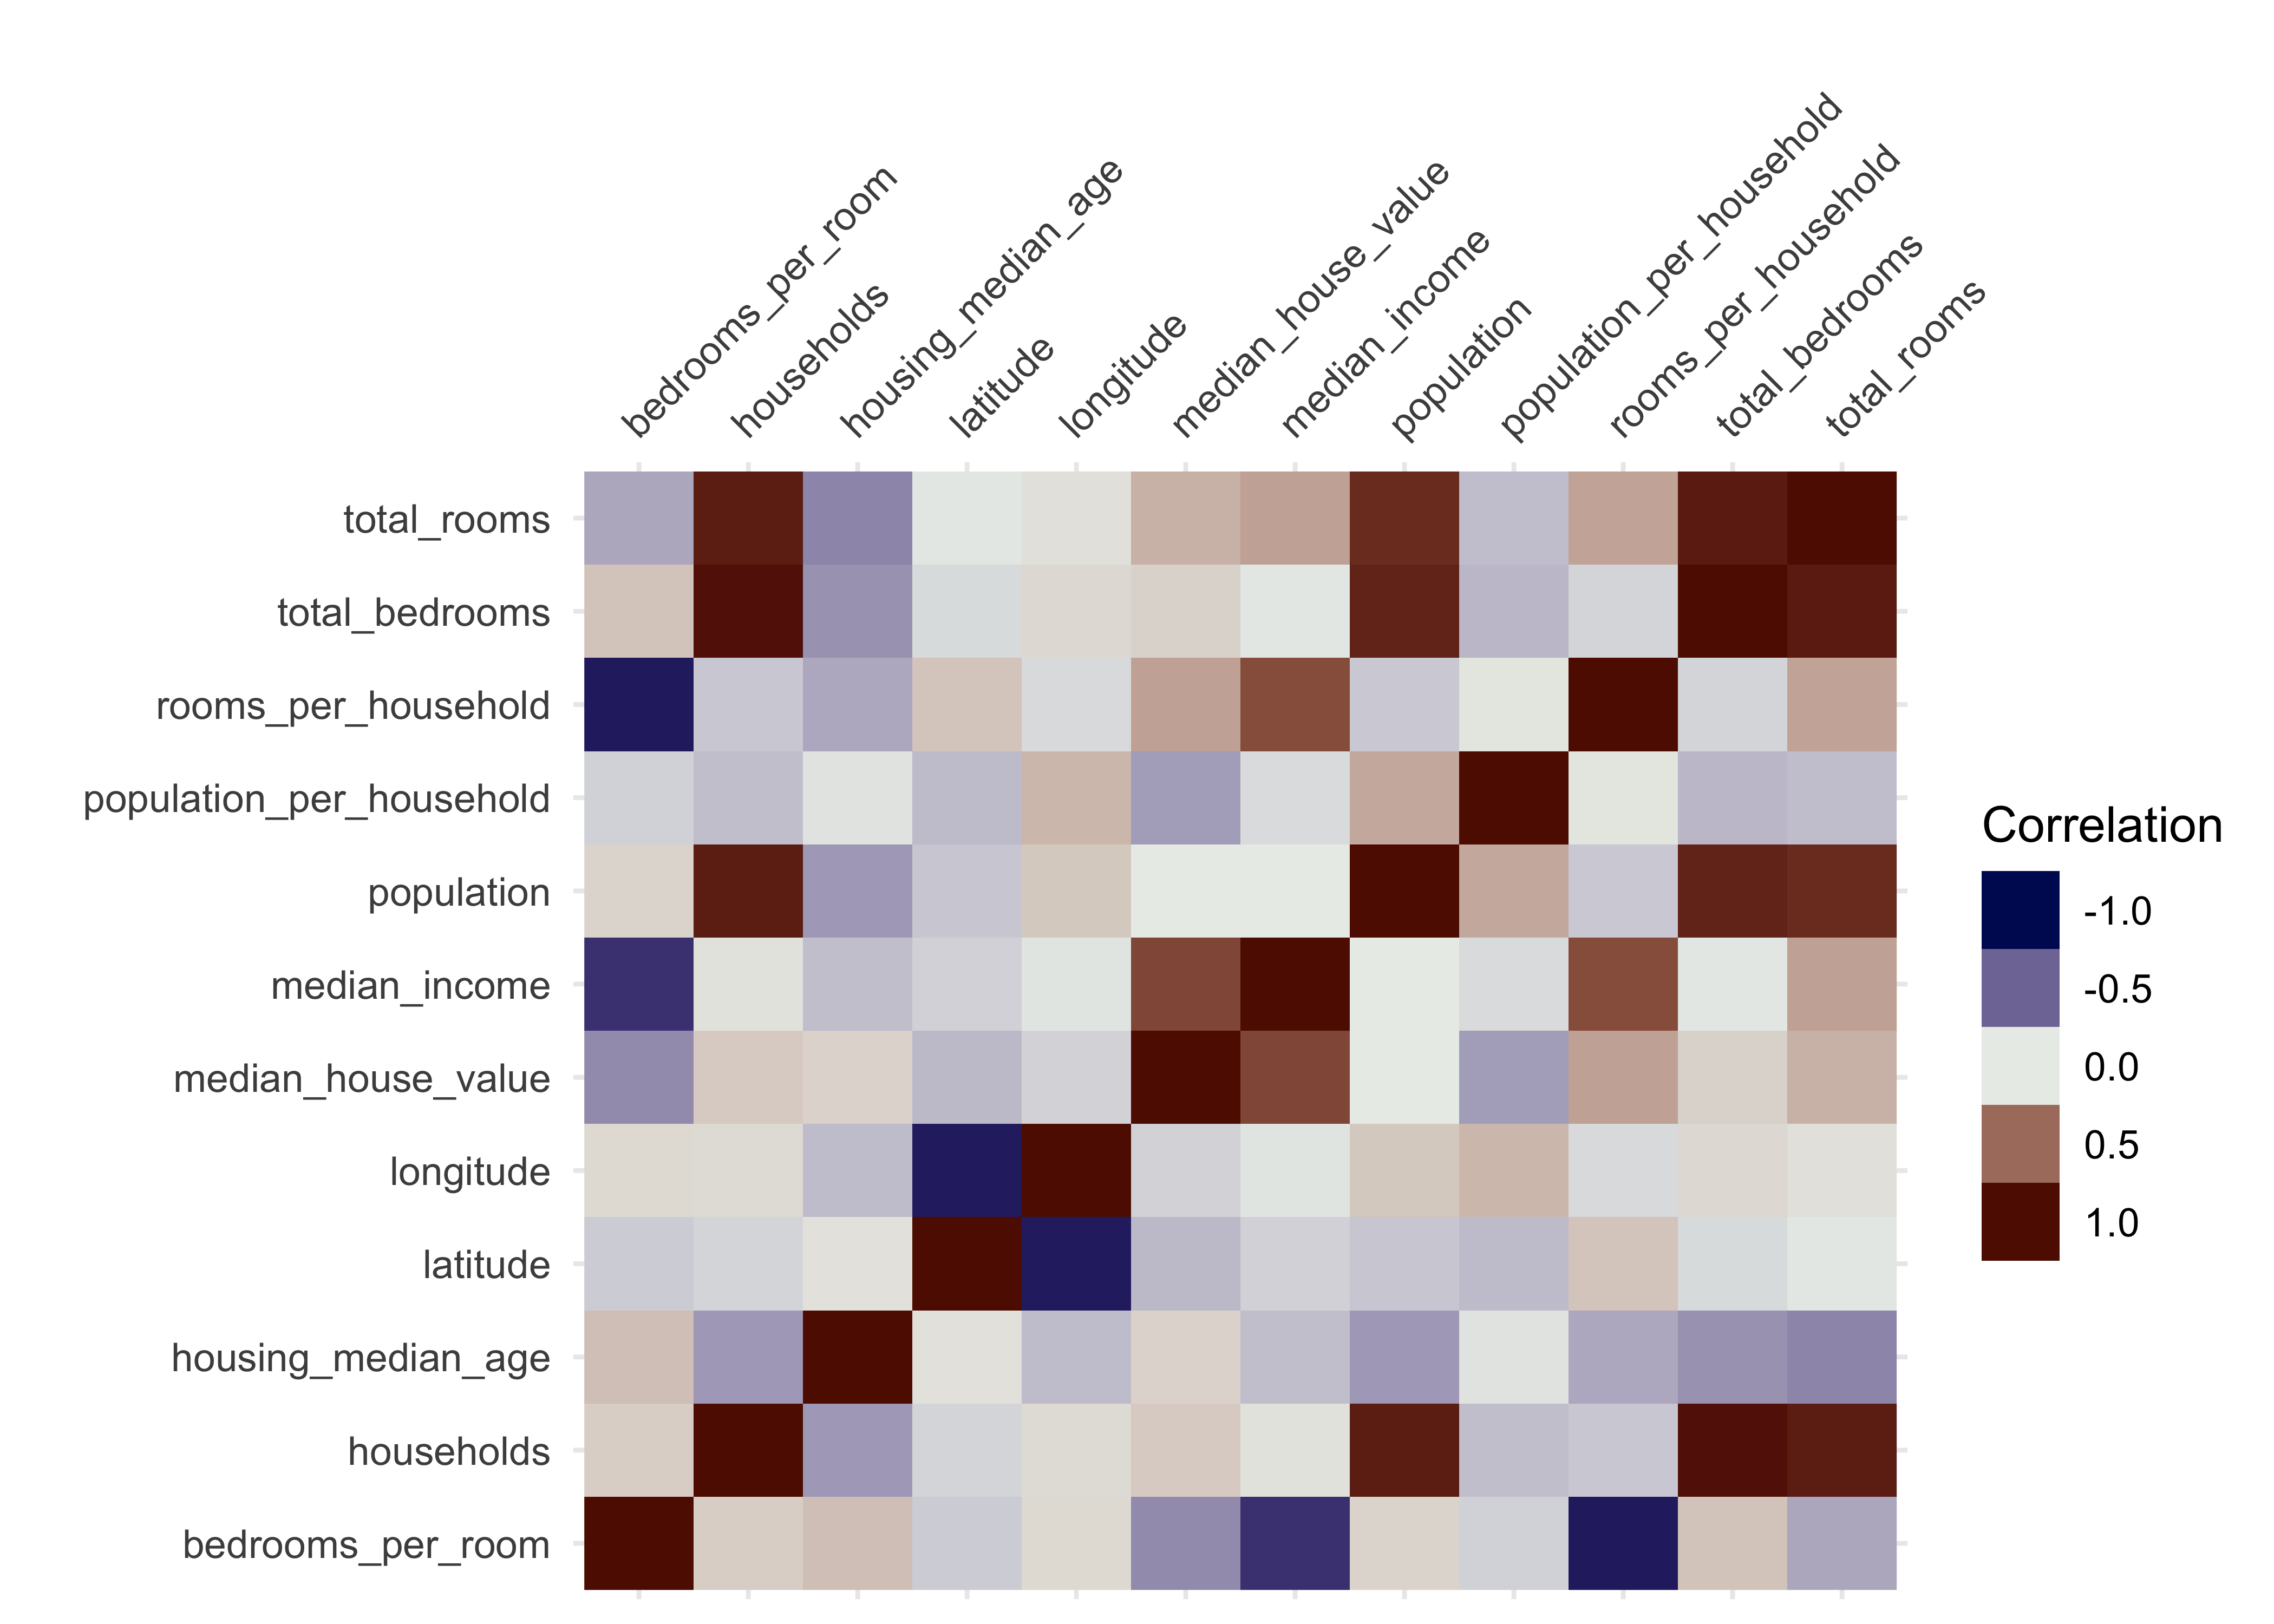 bedrooms_per_room
households
housing_median_age
latitude
longitude
median_house_value
median_income
population
population_per_household
rooms_per_household
total_bedrooms
total_rooms
total_rooms
total_bedrooms
rooms_per_household
population_per_household
population
median_income
median_house_value
longitude
latitude
housing_median_age
households
bedrooms_per_room
Correlation
-1.0
-0.5
0.0
0.5
1.0